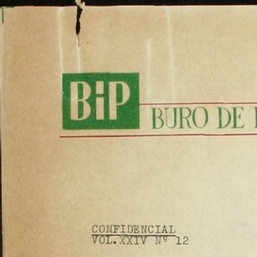 BiP
BURO DE
CONFIDENCIAL
VOL.XXIV Nº 12